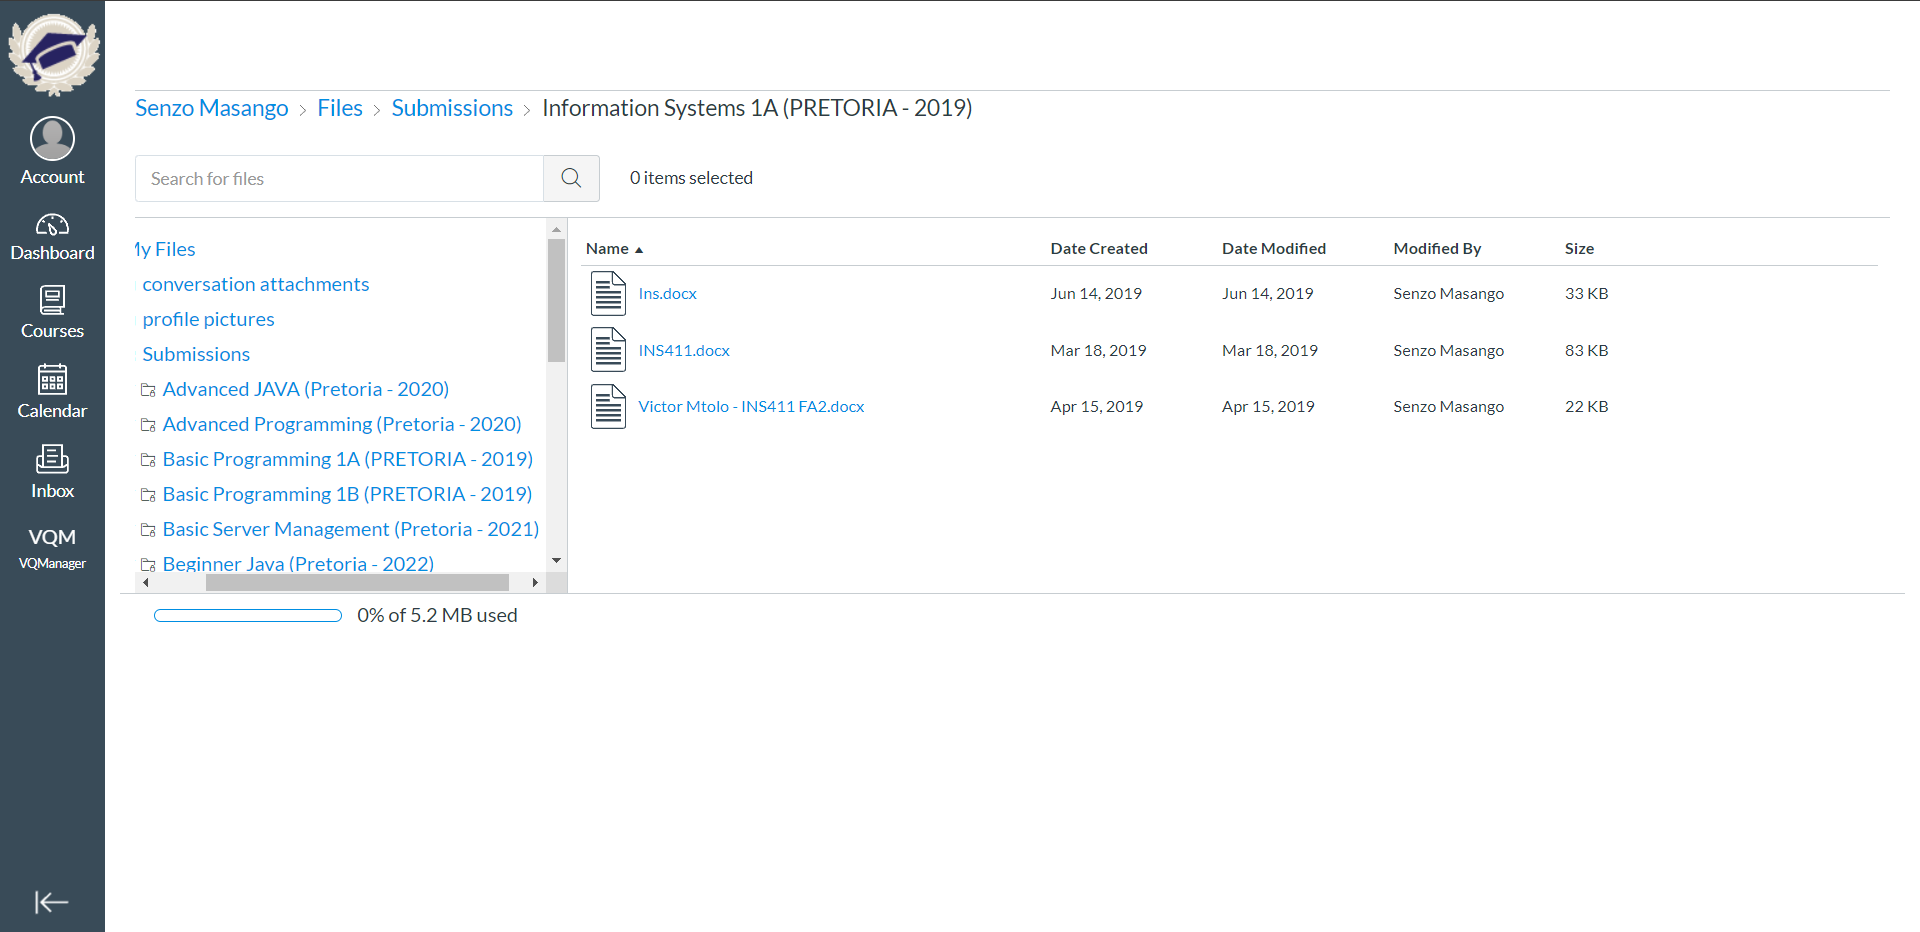 Account
Dashboard
Courses
Calendar
Inbox
VQM
VQManager
Senzo Masango > Files > Submissions > Information Systems 1A (PRETORIA - 2019)
Search for files
0 items selected
My Files
conversation attachments
profile pictures
Submissions
Advanced JAVA (Pretoria - 2020)
Advanced Programming (Pretoria - 2020)
Basic Programming 1A (PRETORIA - 2019)
Basic Programming 1B (PRETORIA - 2019)
Basic Server Management (Pretoria - 2021)
Beginner Java (Pretoria - 2022)
Name Date Created Date Modified Modified By Size
Ins.docx Jun 14, 2019 Jun 14, 2019 Senzo Masango 33 KB
INS411.docx Mar 18, 2019 Mar 18, 2019 Senzo Masango 83 KB
Victor Mtolo - INS411 FA2.docx Apr 15, 2019 Apr 15, 2019 Senzo Masango 22 KB
0% of 5.2 MB used